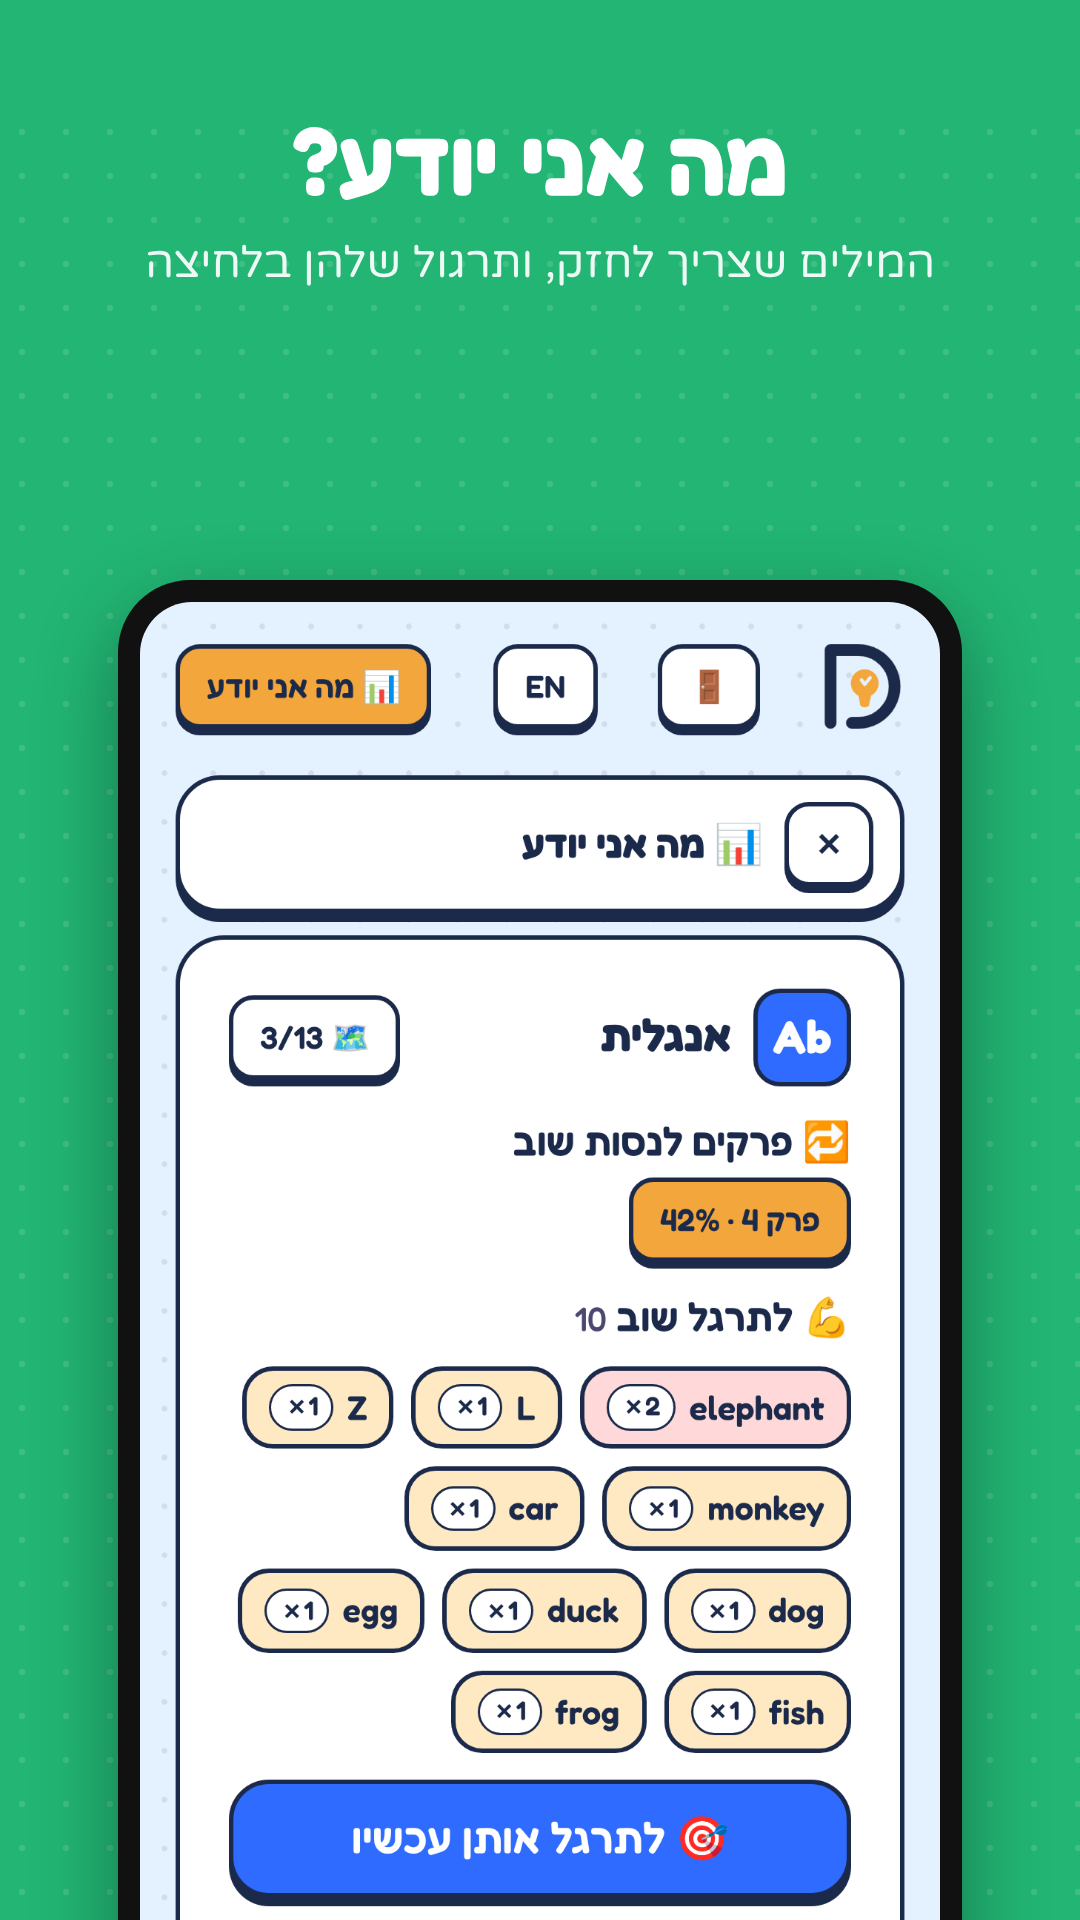 מה אני יודע?
המילים שצריך לחזק, ותרגול שלהן בלחיצה
EN
📊 מה אני יודע
×
📊 מה אני יודע
Ab
אנגלית
🗺️ 3/13
🔁 פרקים לנסות שוב
פרק 4 · 42%
💪 לתרגל שוב 10
elephant ×2
L ×1
Z ×1
monkey ×1
car ×1
dog ×1
duck ×1
egg ×1
fish ×1
frog ×1
🎯 לתרגל אותן עכשיו